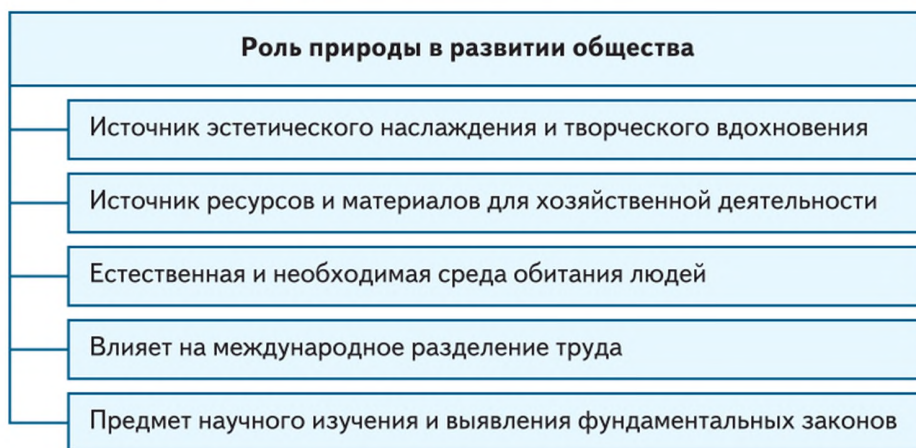 Роль природы в развитии общества
Источник эстетического наслаждения и творческого вдохновения
Источник ресурсов и материалов для хозяйственной деятельности
Естественная и необходимая среда обитания людей
Влияет на международное разделение труда
Предмет научного изучения и выявления фундаментальных законов